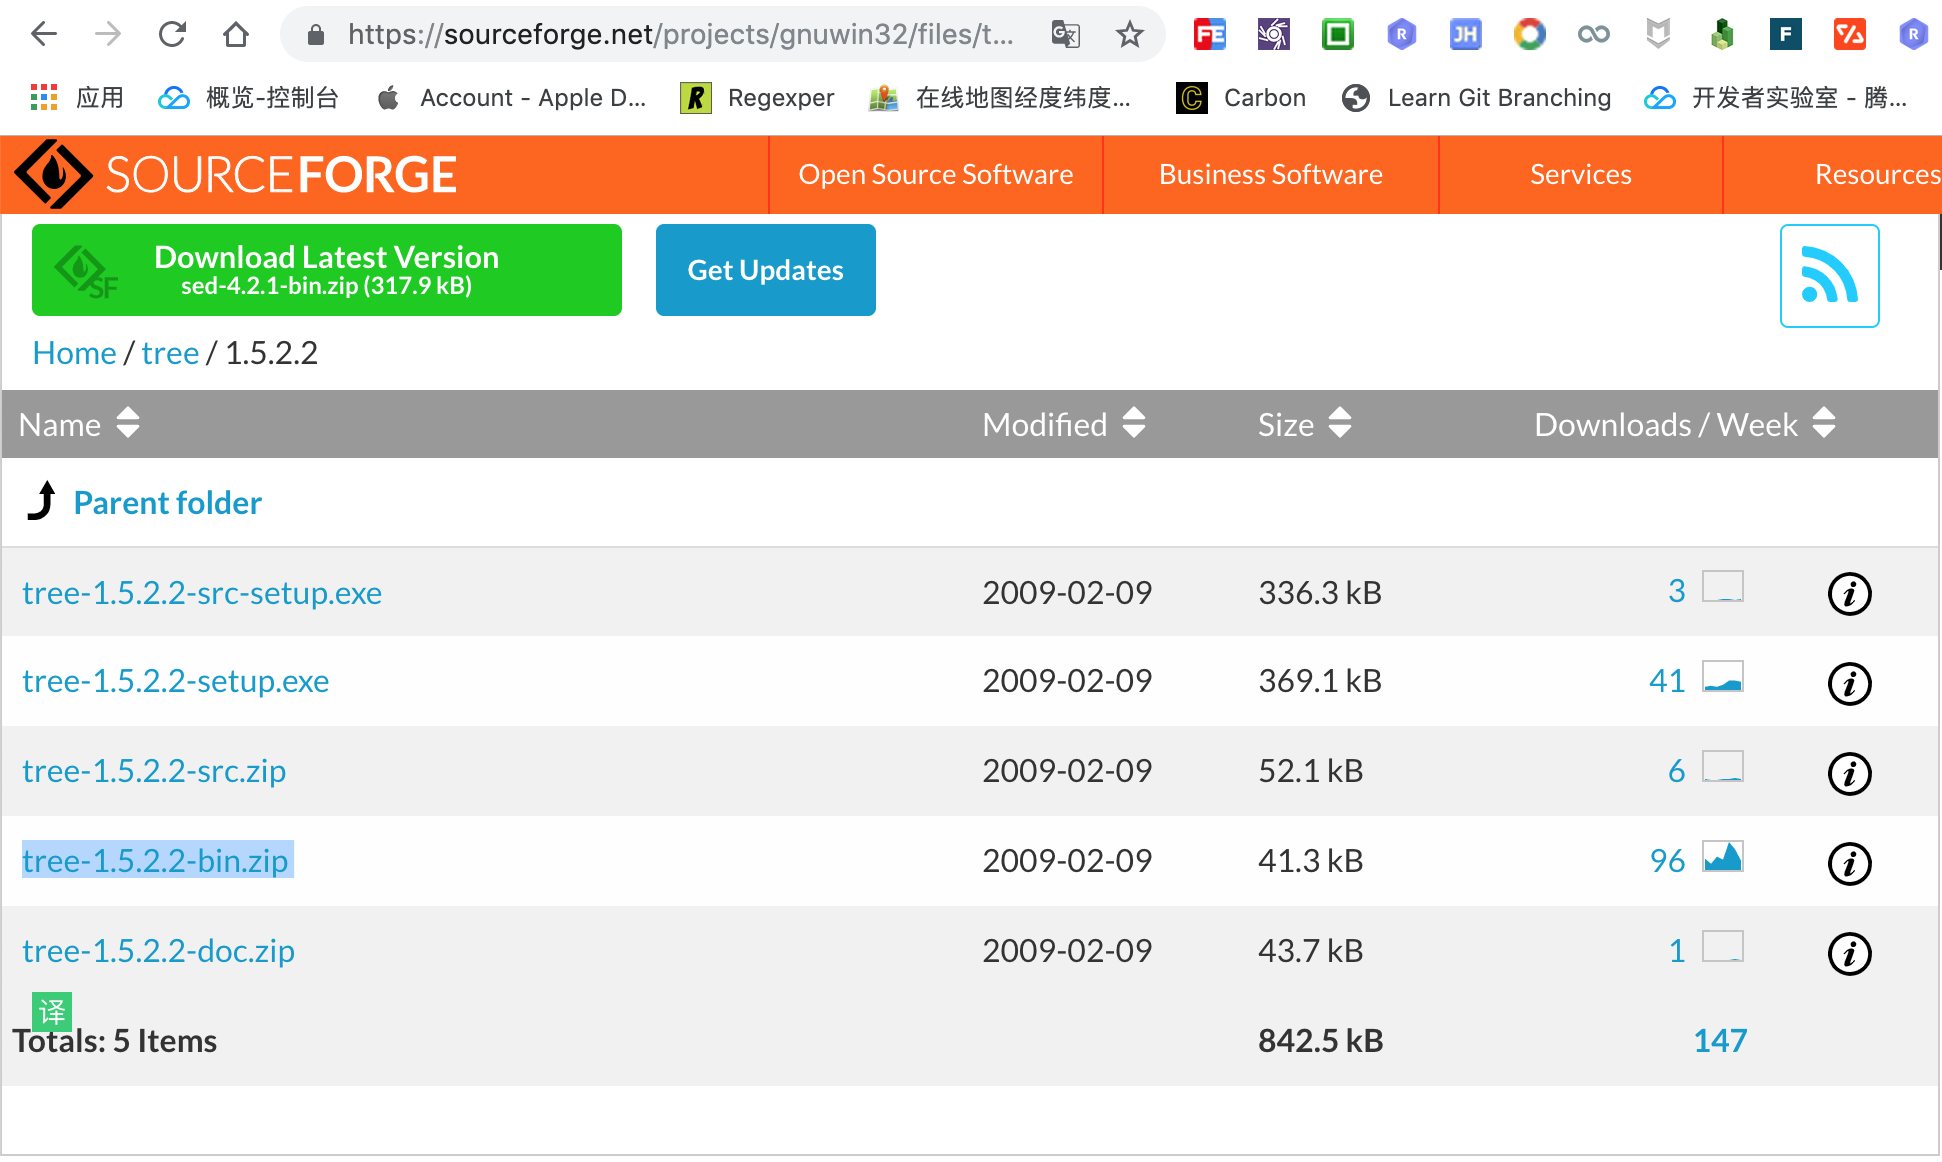 https://sourceforge.net/projects/gnuwin32/files/t...
FE
R
JH
F
R
应用
概览-控制台
Account - Apple D...
R
Regexper
在线地图经度纬度...
C
Carbon
Learn Git Branching
开发者实验室 - 腾...
SOURCEFORGE
Open Source Software
Business Software
Services
Resources
SF
Download Latest Version
sed-4.2.1-bin.zip (317.9 kB)
Get Updates
Home / tree / 1.5.2.2
Name Modified Size Downloads / Week
Parent folder
tree-1.5.2.2-src-setup.exe 2009-02-09 336.3 kB 3 i
tree-1.5.2.2-setup.exe 2009-02-09 369.1 kB 41 i
tree-1.5.2.2-src.zip 2009-02-09 52.1 kB 6 i
tree-1.5.2.2-bin.zip 2009-02-09 41.3 kB 96 i
tree-1.5.2.2-doc.zip 2009-02-09 43.7 kB 1 i
译
Totals: 5 Items 842.5 kB 147